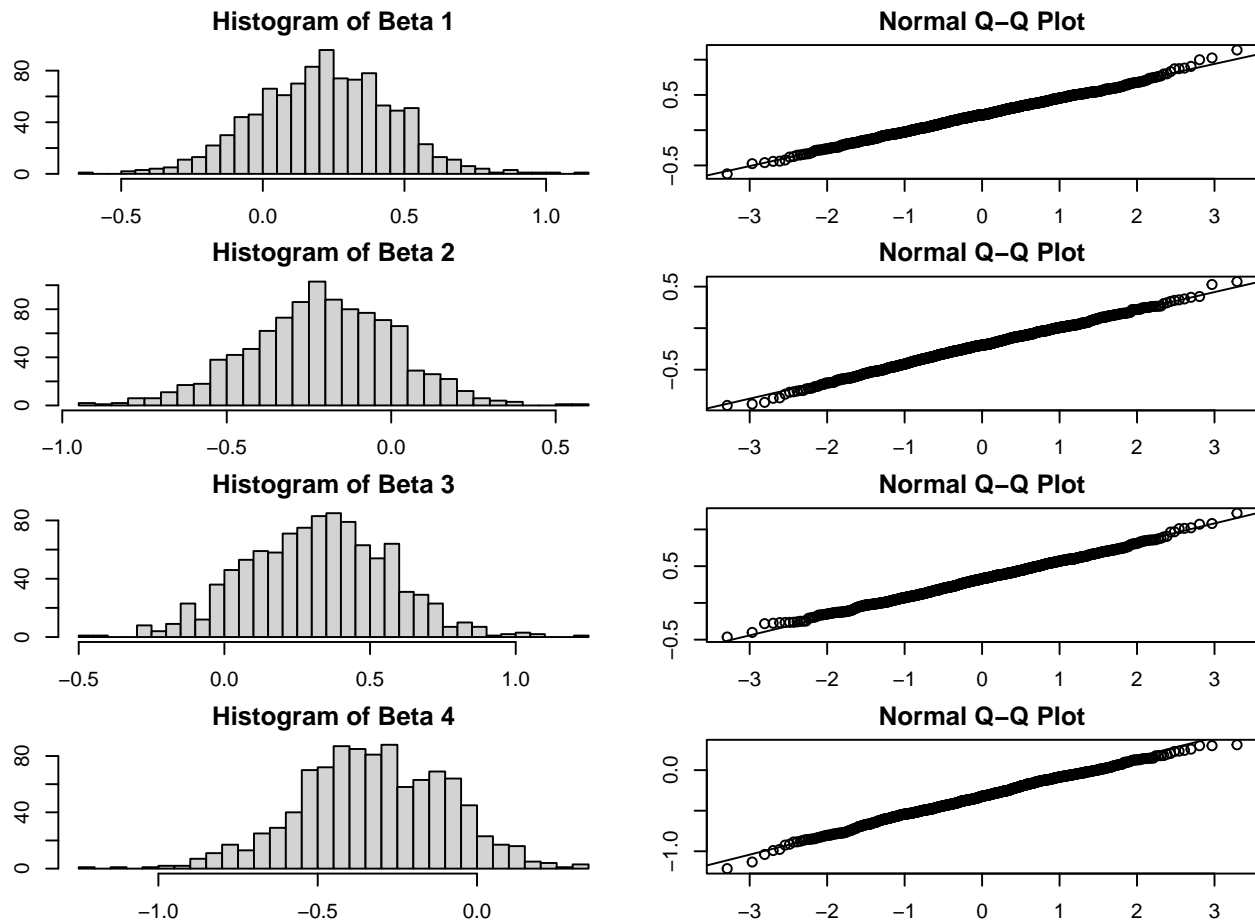 Histogram of Beta 1
80
40
0
−0.5 0.0 0.5 1.0
Normal Q−Q Plot
0.5
−0.5
−3 −2 −1 0 1 2 3
Histogram of Beta 2
80
40
0
−1.0 −0.5 0.0 0.5
Normal Q−Q Plot
0.5
−0.5
−3 −2 −1 0 1 2 3
Histogram of Beta 3
80
40
0
−0.5 0.0 0.5 1.0
Normal Q−Q Plot
0.5
−0.5
−3 −2 −1 0 1 2 3
Histogram of Beta 4
80
40
0
−1.0 −0.5 0.0
Normal Q−Q Plot
0.0
−1.0
−3 −2 −1 0 1 2 3